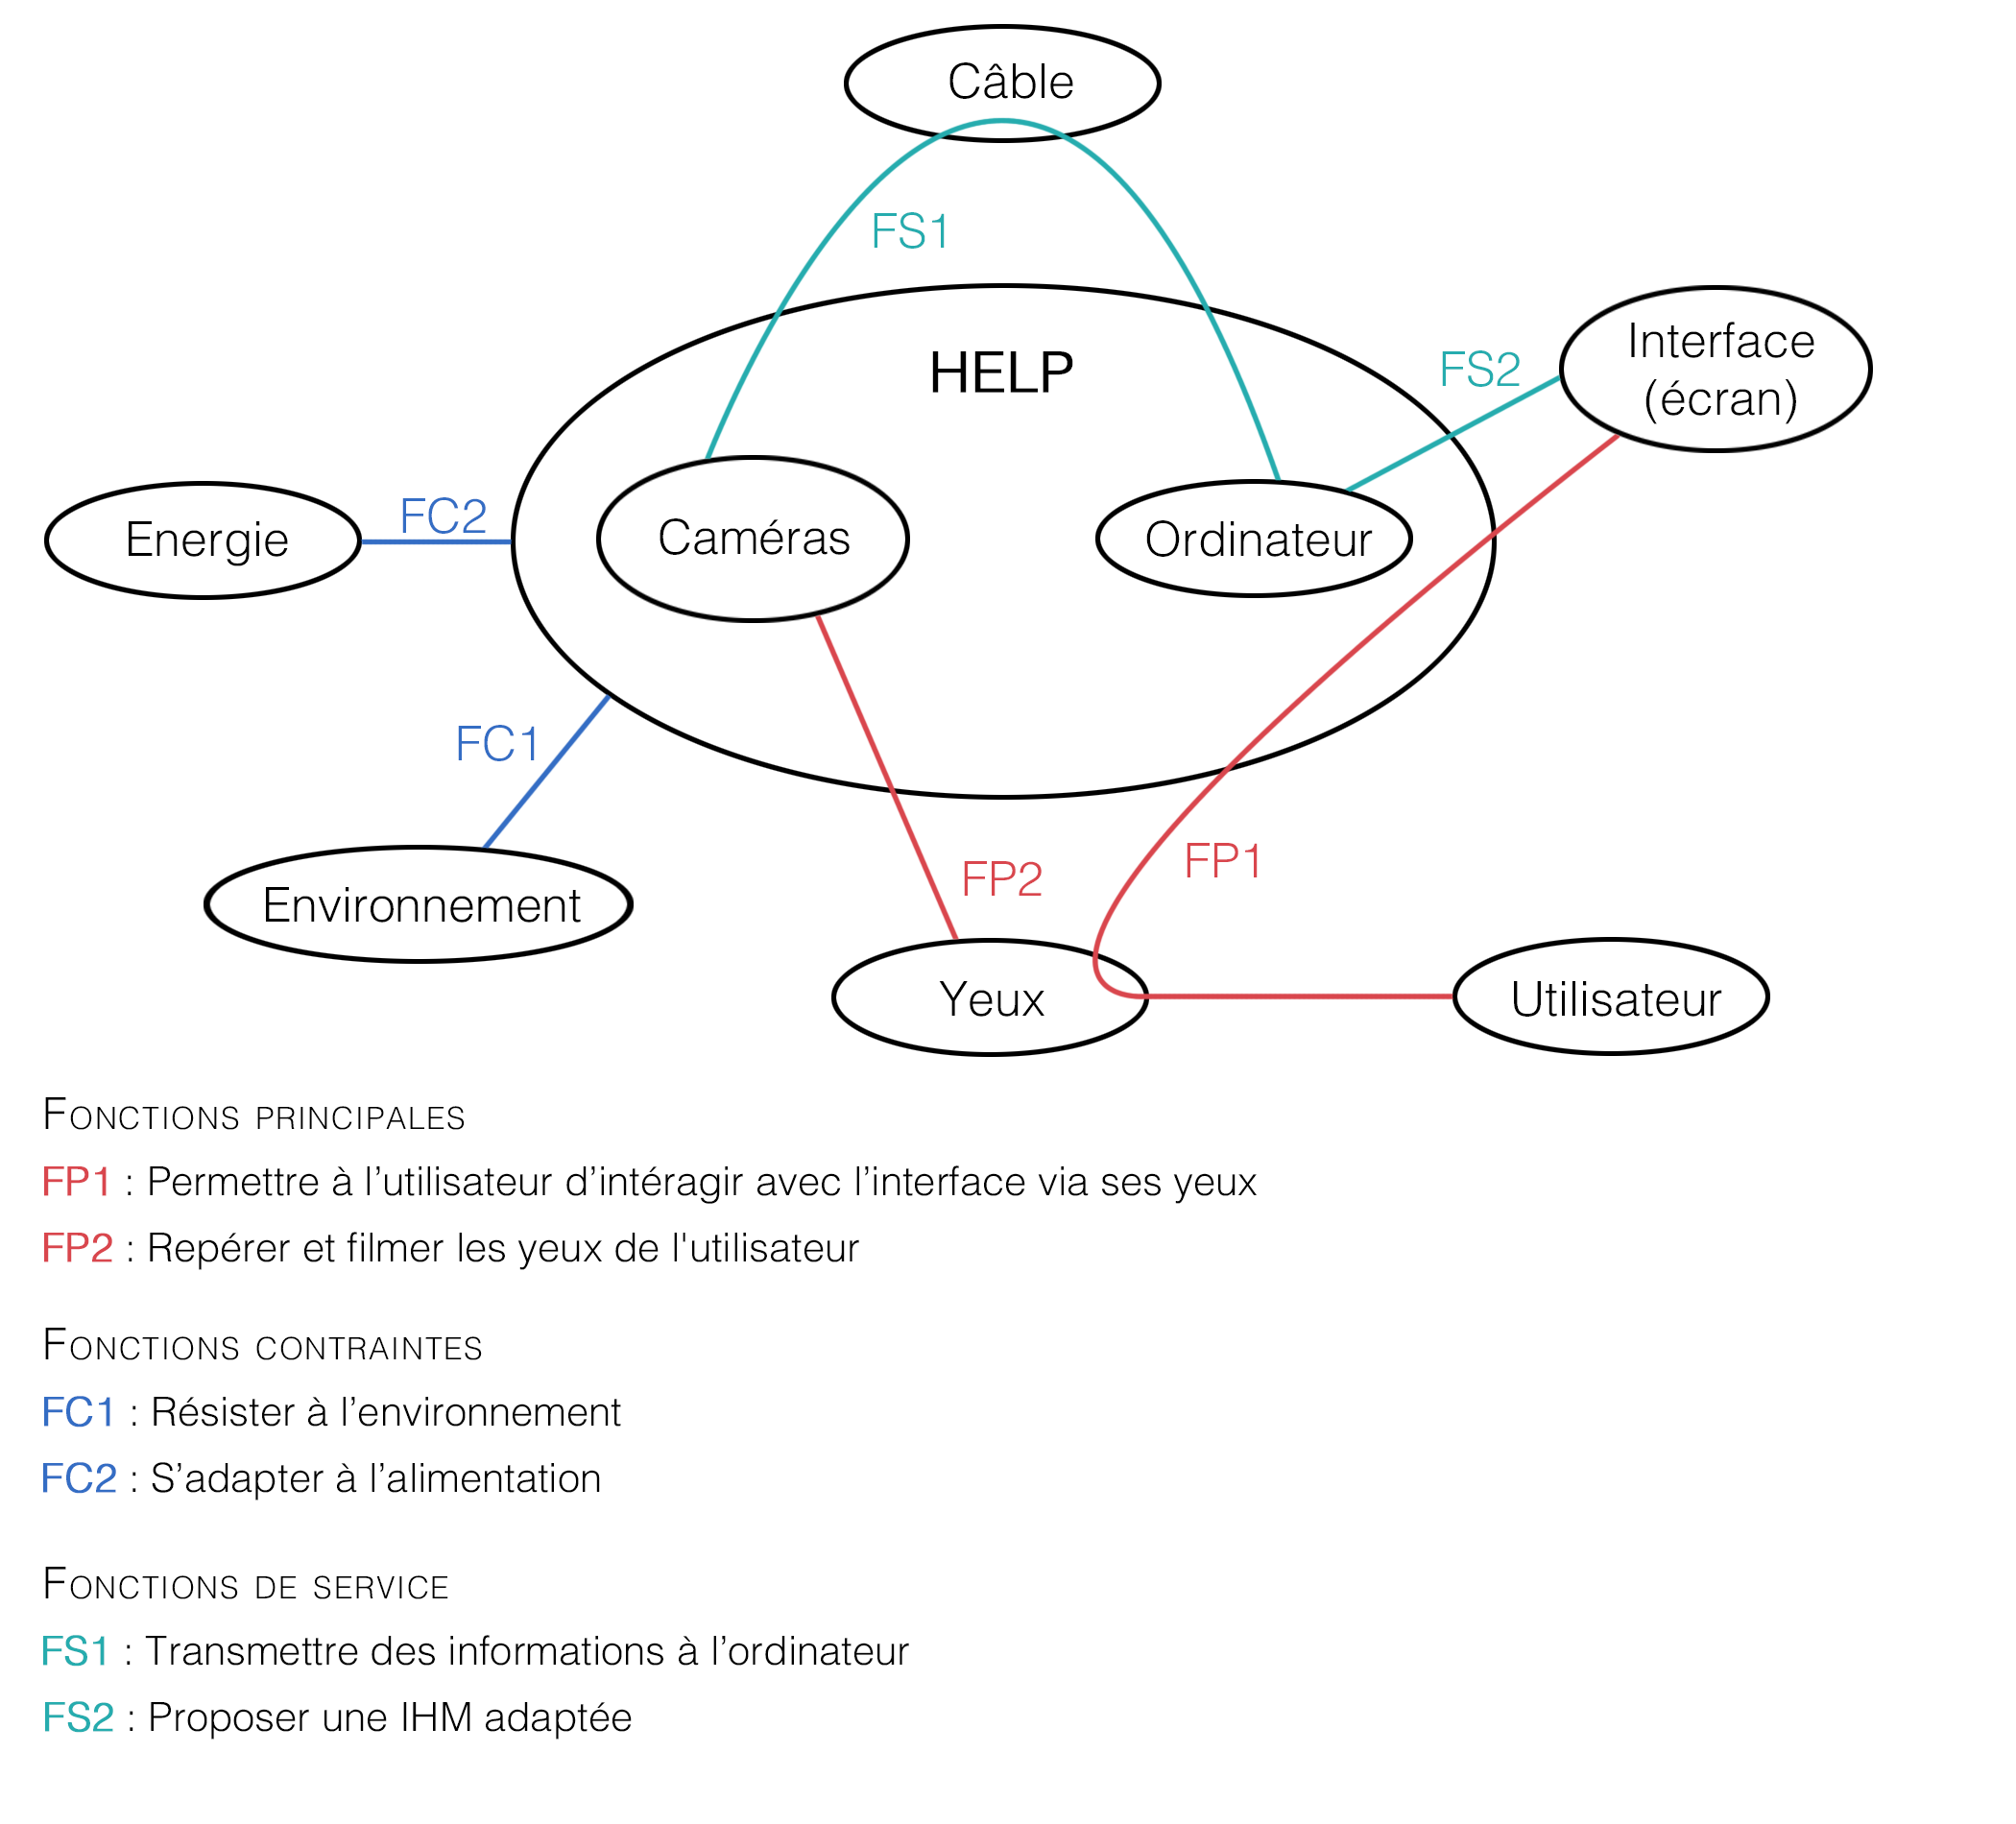 Câble
FS1
HELP
Interface
(écran)
FS2
Energie
FC2
Caméras
Ordinateur
FC1
Environnement
FP2
FP1
Yeux
Utilisateur
Fonctions principales
FP1 : Permettre à l’utilisateur d’intéragir avec l’interface via ses yeux
FP2 : Repérer et filmer les yeux de l'utilisateur
Fonctions contraintes
FC1 : Résister à l’environnement
FC2 : S’adapter à l’alimentation
Fonctions de service
FS1 : Transmettre des informations à l’ordinateur
FS2 : Proposer une IHM adaptée